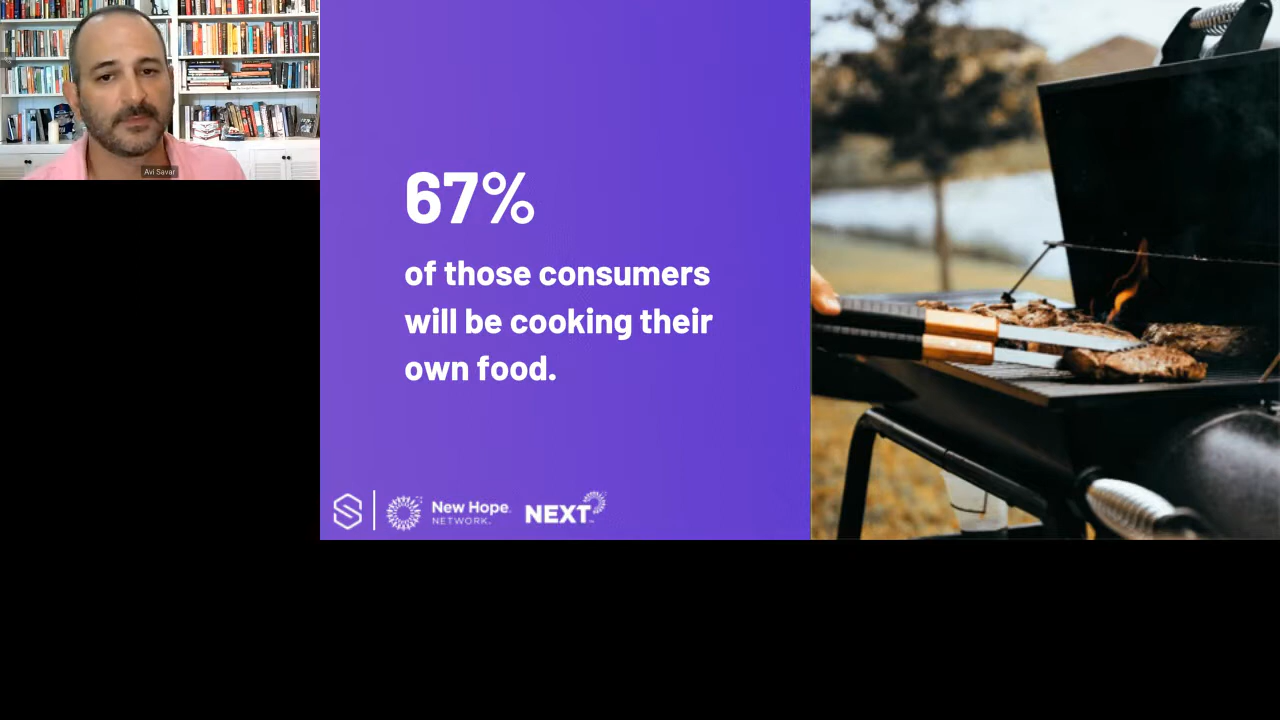 Avi Savar
67%
of those consumers
will be cooking their
own food.
New Hope
NETWORK.
NEXT